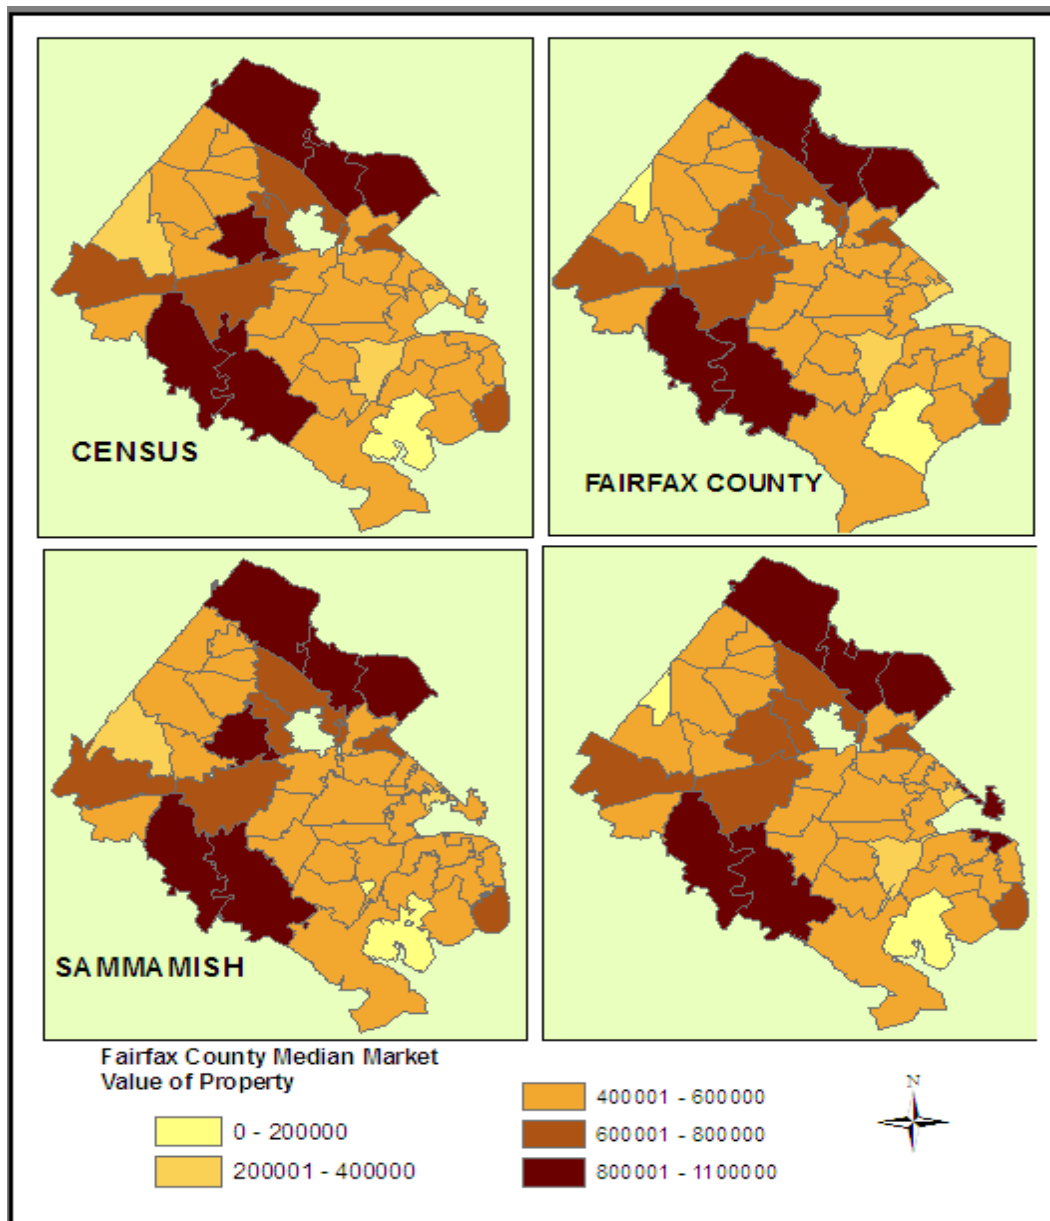 CENSUS
FAIRFAX COUNTY
SAMMAMISH
Fairfax County Median Market
Value of Property
0 - 200000
200001 - 400000
400001 - 600000
600001 - 800000
800001 - 1100000
N